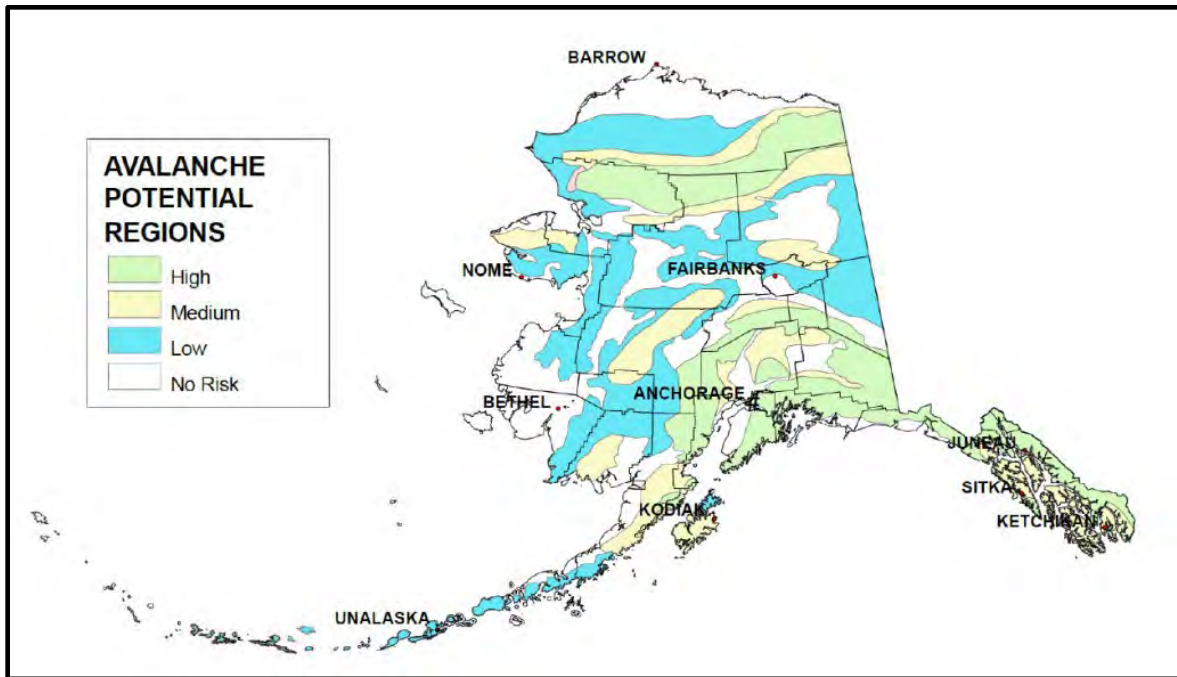 BARROW
AVALANCHE
POTENTIAL
REGIONS
High
Medium
Low
No Risk
NOME
FAIRBANKS
BETHEL
ANCHORAGE
JUNEAU
SITKA
KODIAK
KETCHIKAN
UNALASKA